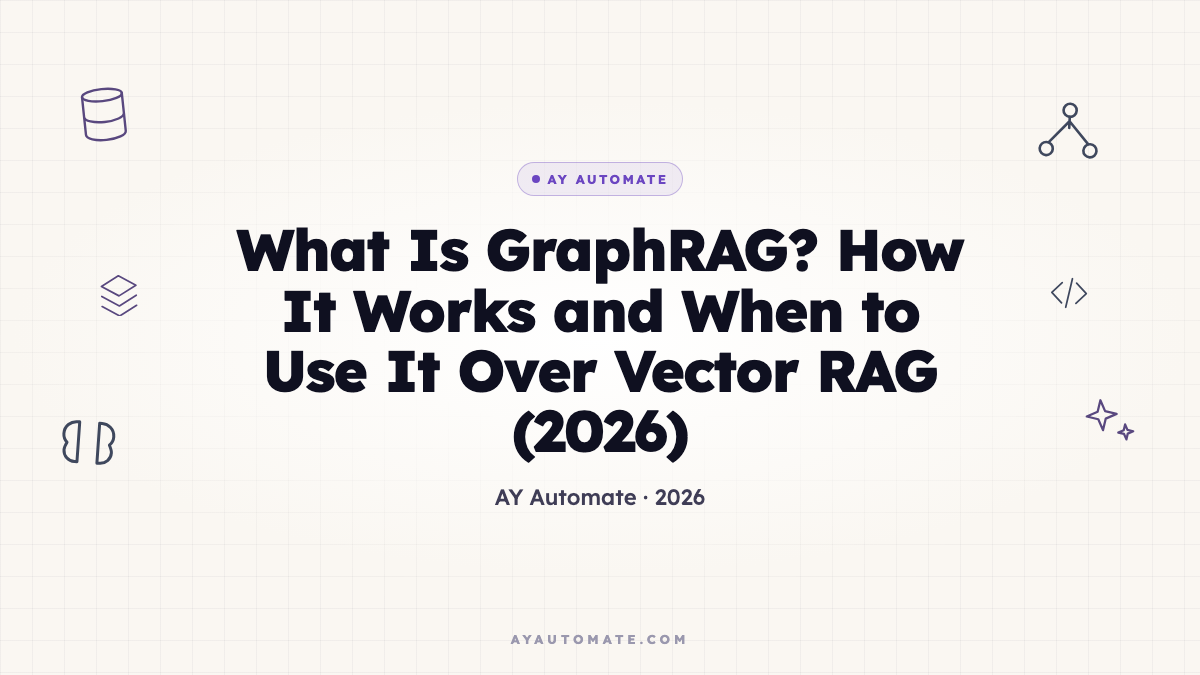 AY AUTOMATE
What Is GraphRAG? How
It Works and When to
Use It Over Vector RAG
(2026)
AY Automate · 2026
AYAUTOMATE.COM